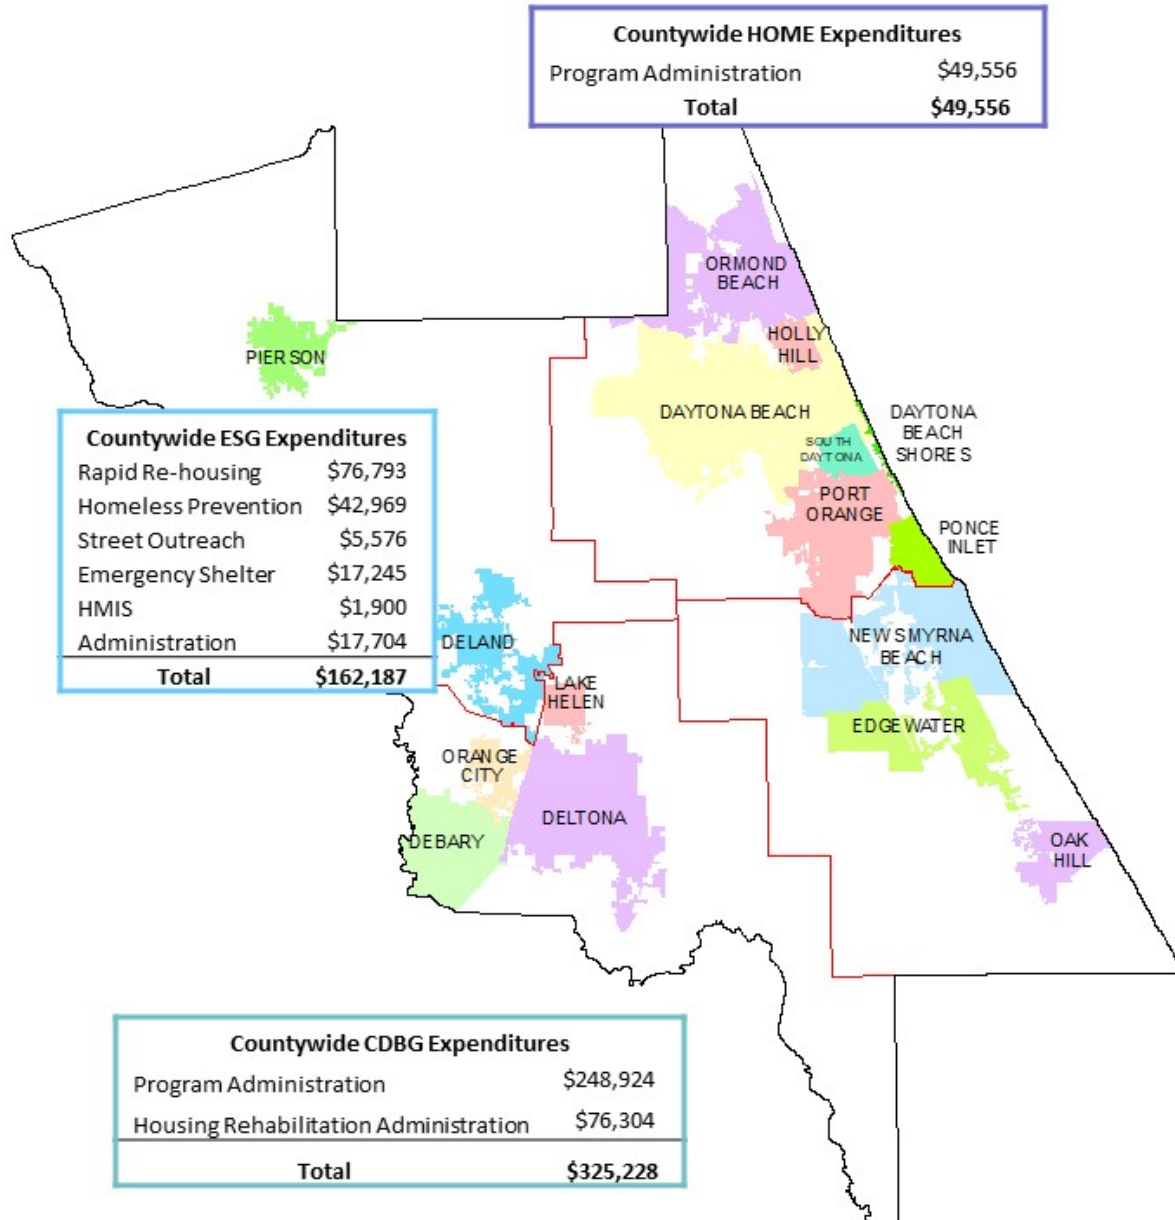 Countywide HOME Expenditures
Program Administration $49,556
Total $49,556
ORMOND
BEACH
HOLLY
HILL
PIERSON
DAYTONA BEACH
DAYTONA
BEACH
SHORES
SOUTH
DAYTONA
PORT
ORANGE
PONCE
INLET
Countywide ESG Expenditures
Rapid Re-housing $76,793
Homeless Prevention $42,969
Street Outreach $5,576
Emergency Shelter $17,245
HMIS $1,900
Administration $17,704
Total $162,187
DELAND
LAKE
HELEN
NEW SMYRNA
BEACH
EDGEWATER
ORANGE
CITY
DELTONA
DEBARY
OAK
HILL
Countywide CDBG Expenditures
Program Administration $248,924
Housing Rehabilitation Administration $76,304
Total $325,228